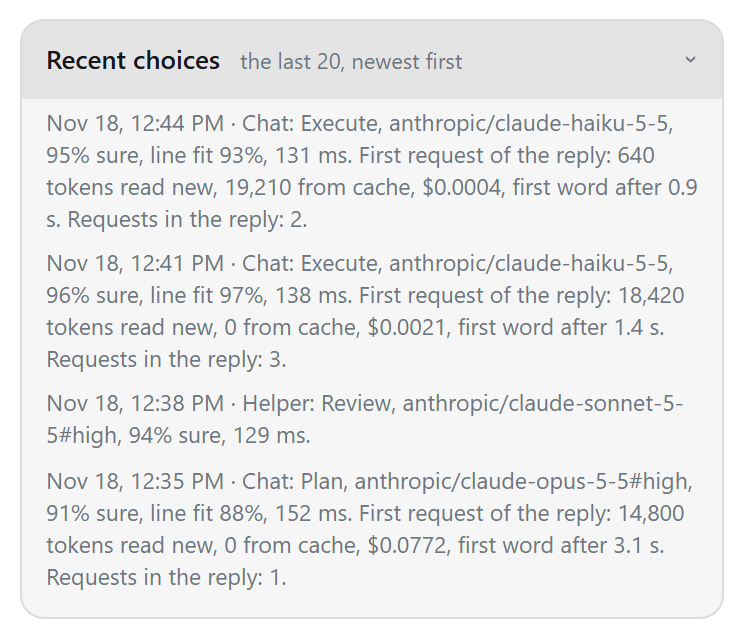 Recent choices the last 20, newest first
Nov 18, 12:44 PM · Chat: Execute, anthropic/claude-haiku-5-5,
95% sure, line fit 93%, 131 ms. First request of the reply: 640
tokens read new, 19,210 from cache, $0.0004, first word after 0.9
s. Requests in the reply: 2.
Nov 18, 12:41 PM · Chat: Execute, anthropic/claude-haiku-5-5,
96% sure, line fit 97%, 138 ms. First request of the reply: 18,420
tokens read new, 0 from cache, $0.0021, first word after 1.4 s.
Requests in the reply: 3.
Nov 18, 12:38 PM · Helper: Review, anthropic/claude-sonnet-5-
5#high, 94% sure, 129 ms.
Nov 18, 12:35 PM · Chat: Plan, anthropic/claude-opus-5-5#high,
91% sure, line fit 88%, 152 ms. First request of the reply: 14,800
tokens read new, 0 from cache, $0.0772, first word after 3.1 s.
Requests in the reply: 1.